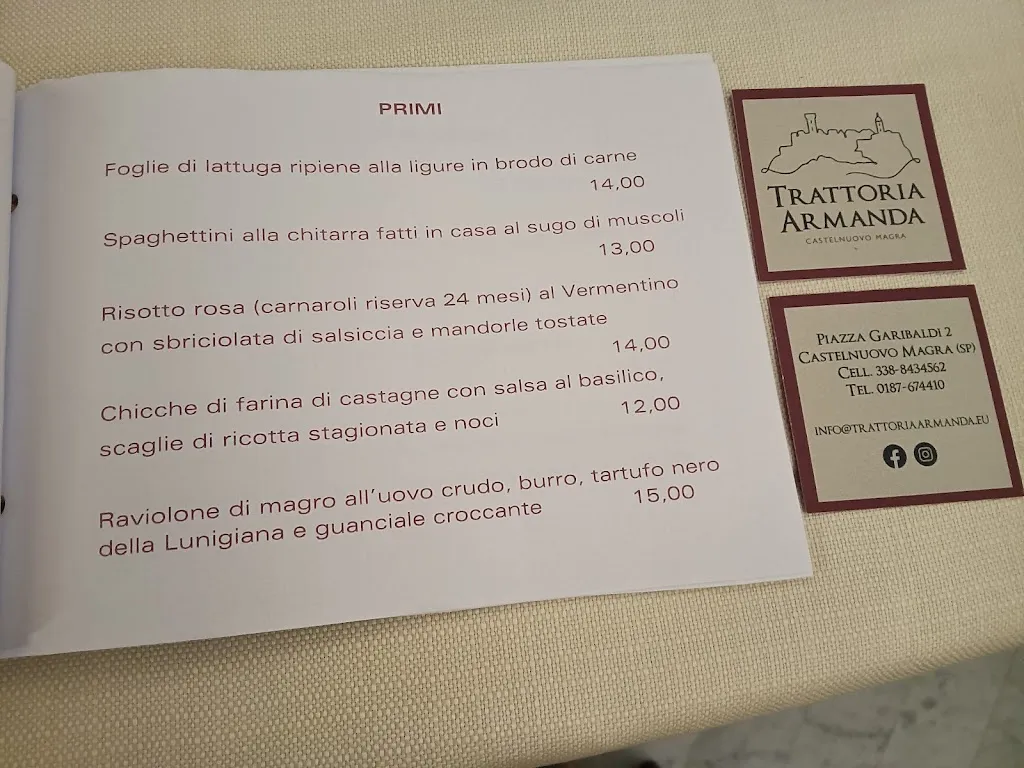 PRIMI
Foglie di lattuga ripiene alla ligure in brodo di carne
14,00
Spaghettini alla chitarra fatti in casa al sugo di muscoli
13,00
Risotto rosa (carnaroli riserva 24 mesi) al Vermentino
con sbriciolata di salsiccia e mandorle tostate
14,00
Chicche di farina di castagne con salsa al basilico,
scaglie di ricotta stagionata e noci
12,00
Raviolone di magro all'uovo crudo, burro, tartufo nero
della Lunigiana e guanciale croccante
15,00
TRATTORIA
ARMANDA
CASTELNUOVO MAGRA
PIAZZA GARIBALDI 2
CASTELNUOVO MAGRA (SP)
CELL. 338-8434562
TEL. 0187-674410
INFO@TRATTORIAARMANDA.EU